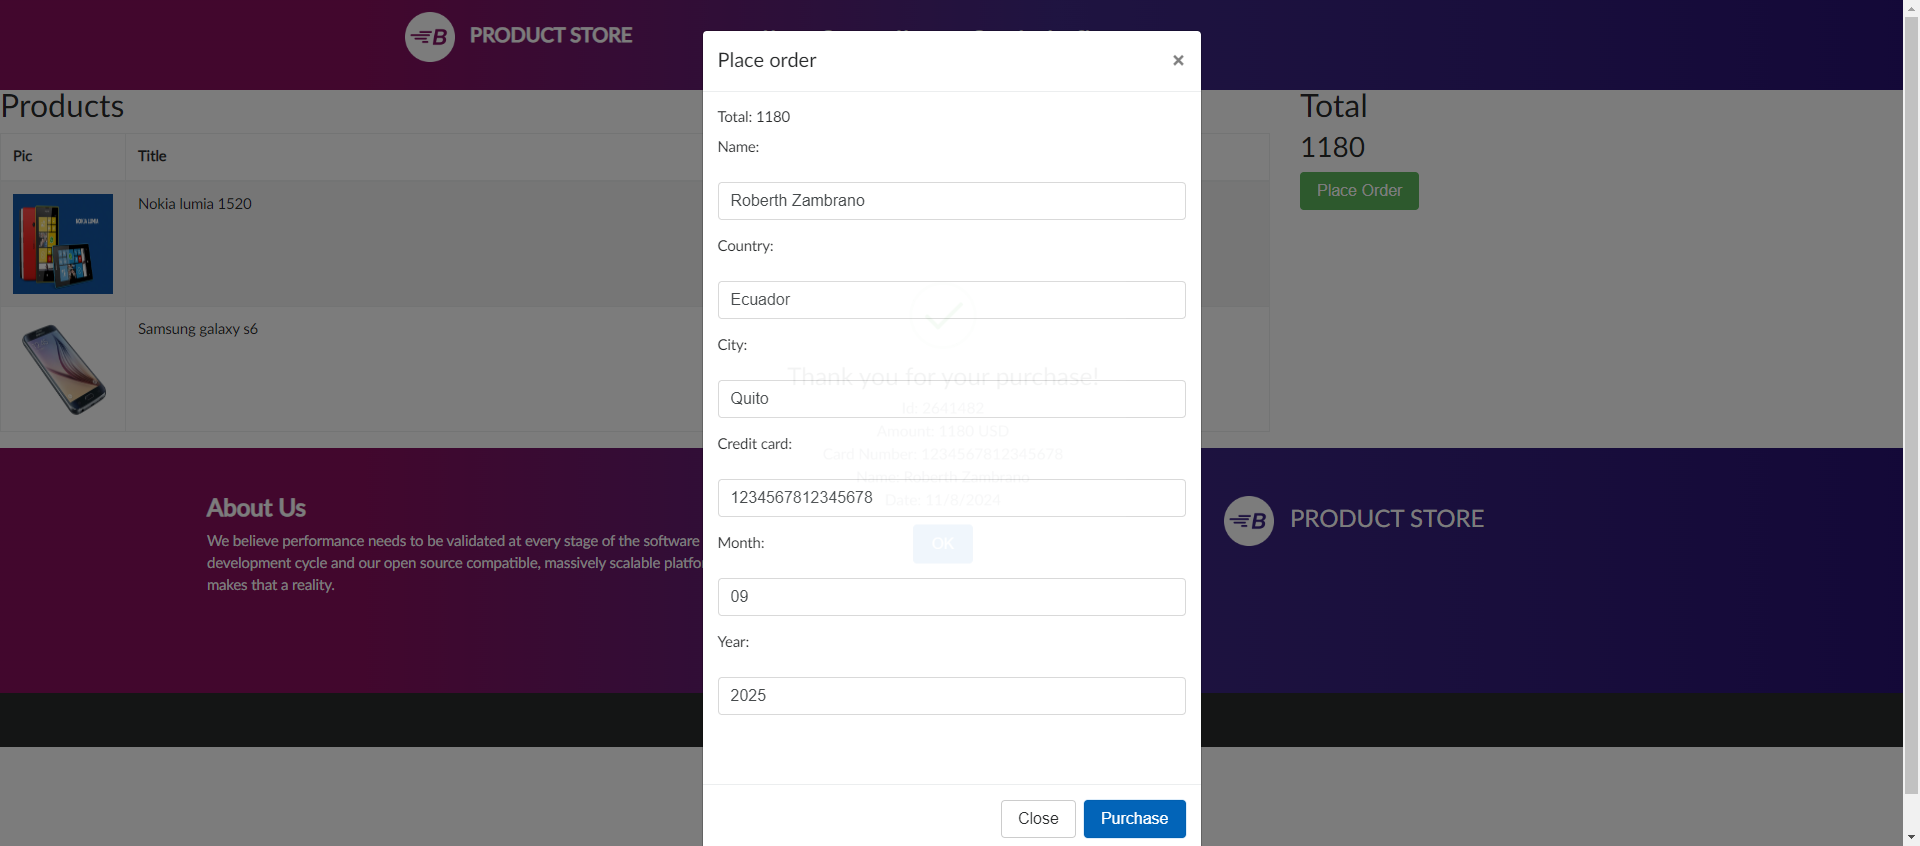 PRODUCT STORE
Place order
×
Products
Total
1180
Place Order
Pic
Title
Nokia lumia 1520
Samsung galaxy s6
Total: 1180
Name:
Roberth Zambrano
Country:
Ecuador
City:
Quito
Credit card:
1234567812345678
Month:
09
Year:
2025
Close
Purchase
Thank you for your purchase!
Id: 2641482
Amount: 1180 USD
Card Number: 1234567812345678
Name: Roberth Zambrano
Date: 11/8/2024
OK
About Us
We believe performance needs to be validated at every stage of the software
development cycle and our open source compatible, massively scalable platfor
makes that a reality.
PRODUCT STORE